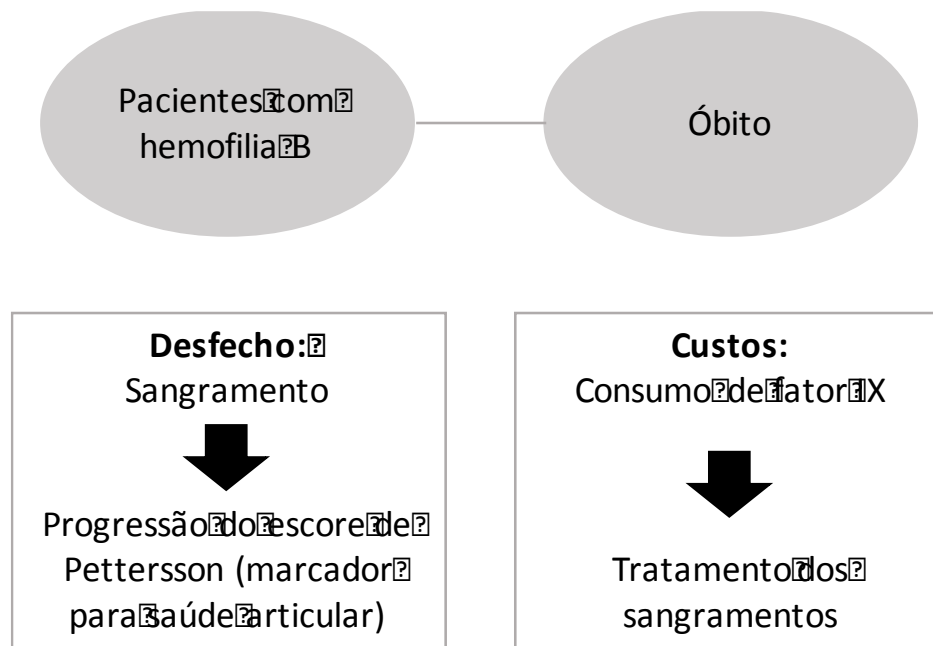 Pacientes com
hemofilia B
Óbito
Desfecho:
Sangramento
Progressão do escore de
Pettersson (marcador
para saúde articular)
Custos:
Consumo de fator IX
Tratamento dos
sangramentos